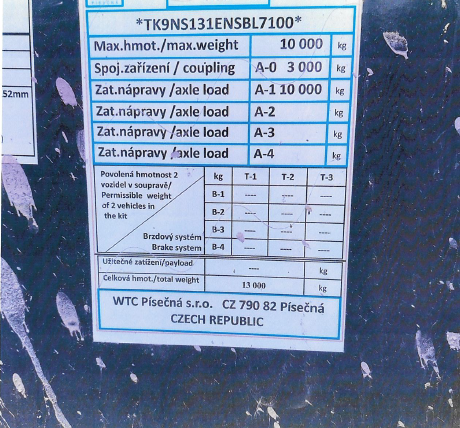 *TK9NS131ENSBL7100*
Max.hmot./max.weight 10 000 kg
Spoj.zařízení / coupling A-0 3 000 kg
Zat.nápravy /axle load A-1 10 000 kg
Zat.nápravy /axle load A-2 kg
Zat.nápravy /axle load A-3 kg
Zat.nápravy /axle load A-4 kg
52mm
Povolená hmotnost 2
vozidel v soupravě/
Permissible weight
of 2 vehicles in
the kit
Brzdový systém
Brake system
kg T-1 T-2 T-3
B-1 ---- ---- ----
B-2 ---- ---- ----
B-3 ---- ---- ----
B-4 ---- ---- ----
Užitečné zatížení/payload ---- kg
Celková hmot./total weight 13 000 kg
WTC Písečná s.r.o. CZ 790 82 Písečná
CZECH REPUBLIC